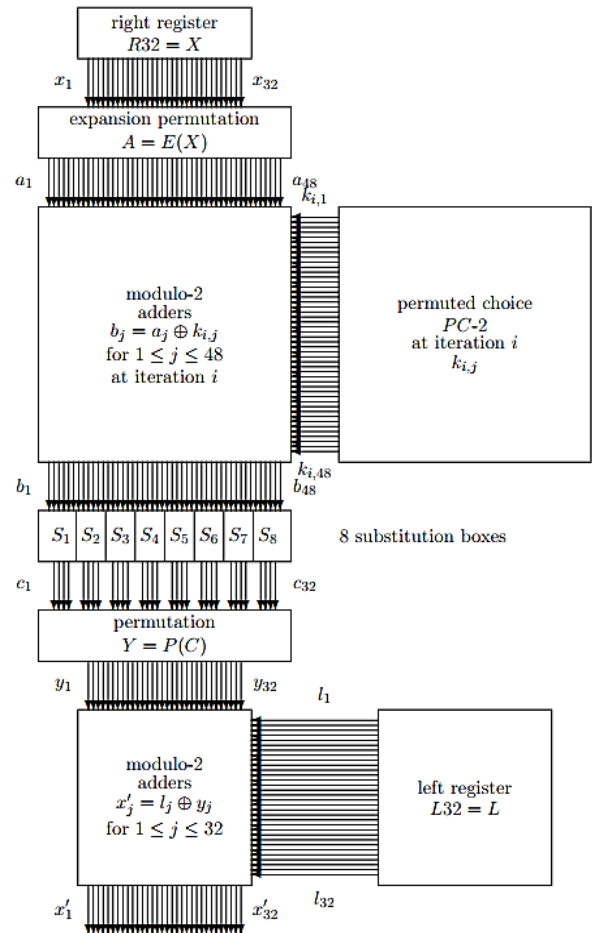 right register
R32 = X
x₁
x₃₂
expansion permutation
A = E(X)
a₁
a₄₈
kᵢ,₁
modulo-2
adders
bⱼ = aⱼ ⊕ kᵢ,ⱼ
for 1 ≤ j ≤ 48
at iteration i
permuted choice
PC-2
at iteration i
kᵢ,ⱼ
kᵢ,₄₈
b₁
b₄₈
S₁ S₂ S₃ S₄ S₅ S₆ S₇ S₈
8 substitution boxes
c₁
c₃₂
permutation
Y = P(C)
y₁
y₃₂
l₁
modulo-2
adders
x′ⱼ = lⱼ ⊕ yⱼ
for 1 ≤ j ≤ 32
left register
L32 = L
l₃₂
x′₁
x′₃₂